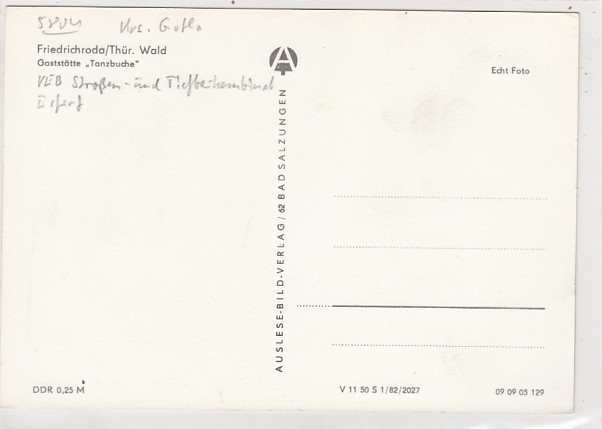 5804 Krs. Gotha
Friedrichroda/Thür. Wald
Gaststätte „Tanzbuche"
VEB Straßen- und Tiefbaukombinat
Erfurt
Echt Foto
AUSLESE-BILD-VERLAG/62 BAD SALZUNGEN
DDR 0,25 M
V 11 50 S 1/82/2027
09 09 05 129